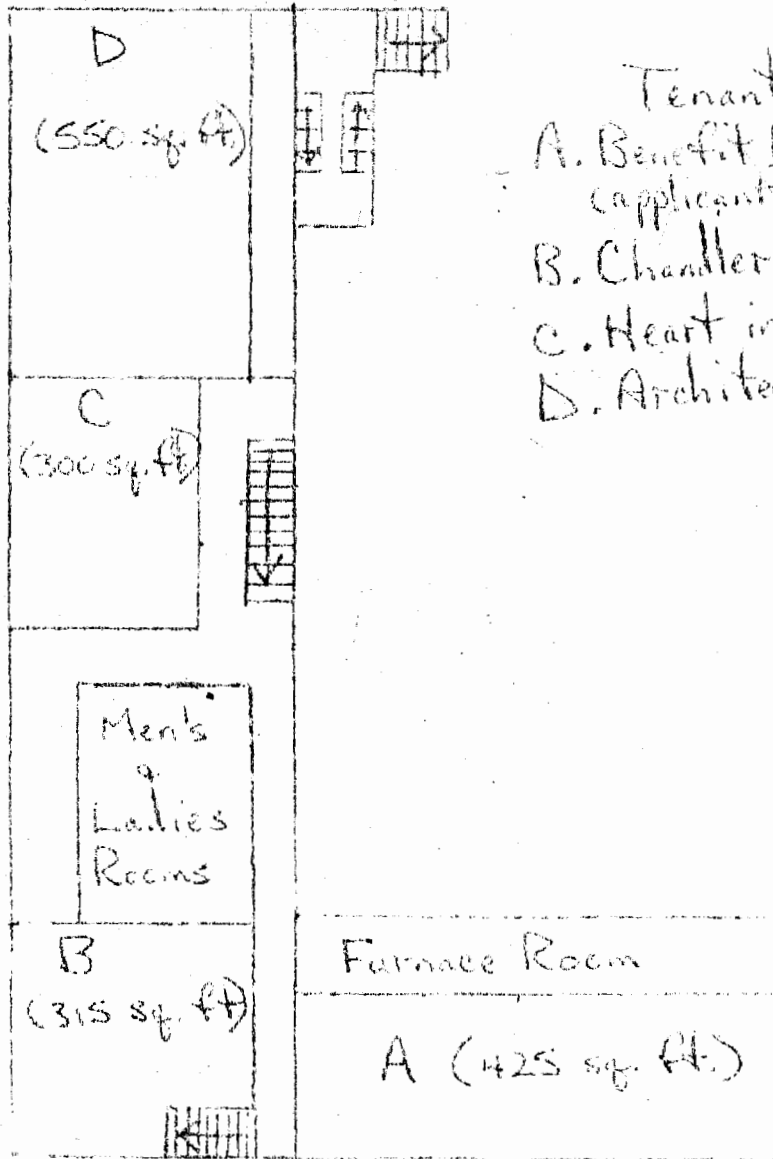 D
(550 sq. ft.)
Tenant
A. Benefit
(applicant
B. Chandler
C. Heart in
D. Archite
C
(300 sq. ft)
Men's
&
Ladies
Rooms
B
(315 sq. ft)
Furnace Room
A (425 sq. ft.)